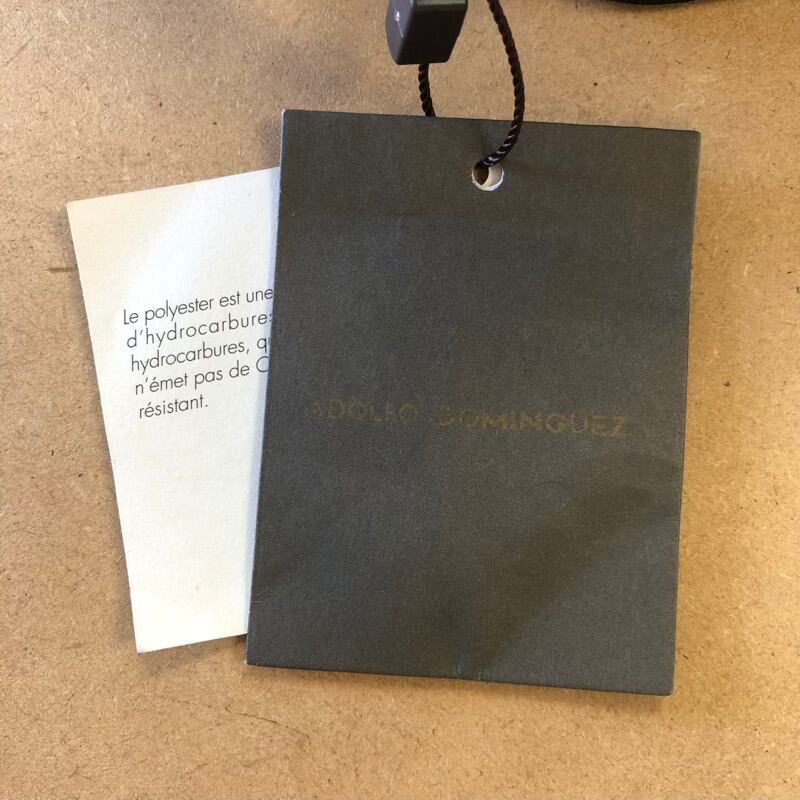 Le polyester est une
d'hydrocarbures
hydrocarbures,
n'émet pas de
résistant.
ADOLFO DOMINGUEZ